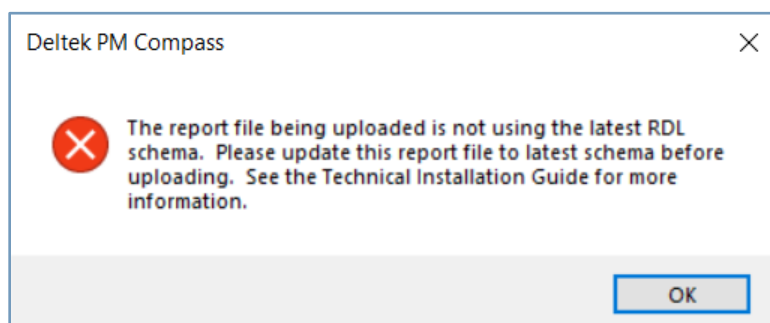 Deltek PM Compass
The report file being uploaded is not using the latest RDL
schema.  Please update this report file to latest schema before
uploading.  See the Technical Installation Guide for more
information.
OK